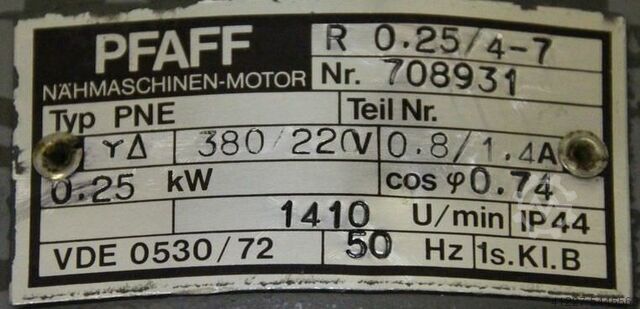 PFAFF R 0.25/4-7
NÄHMASCHINEN-MOTOR Nr. 708931
Typ PNE Teil Nr.
YΔ 380/220V 0.8/1.4A
0.25 kW cos φ 0.74
1410 U/min IP44
VDE 0530/72 50 Hz Is.Kl.B